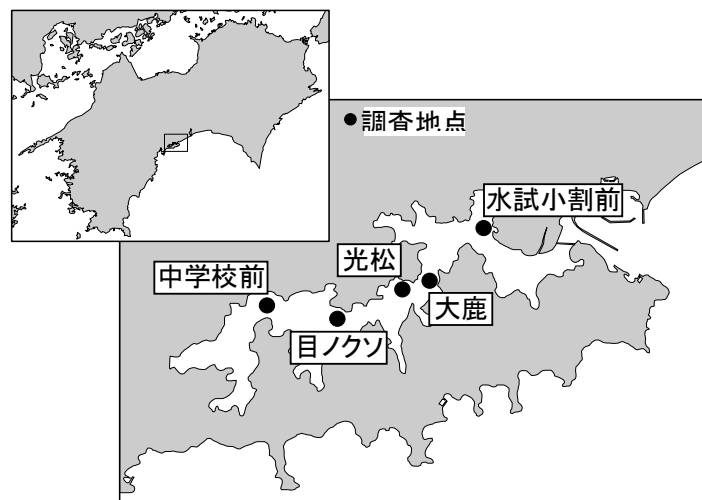 調査地点
水試小割前
光松
中学校前
大鹿
目ノクソ